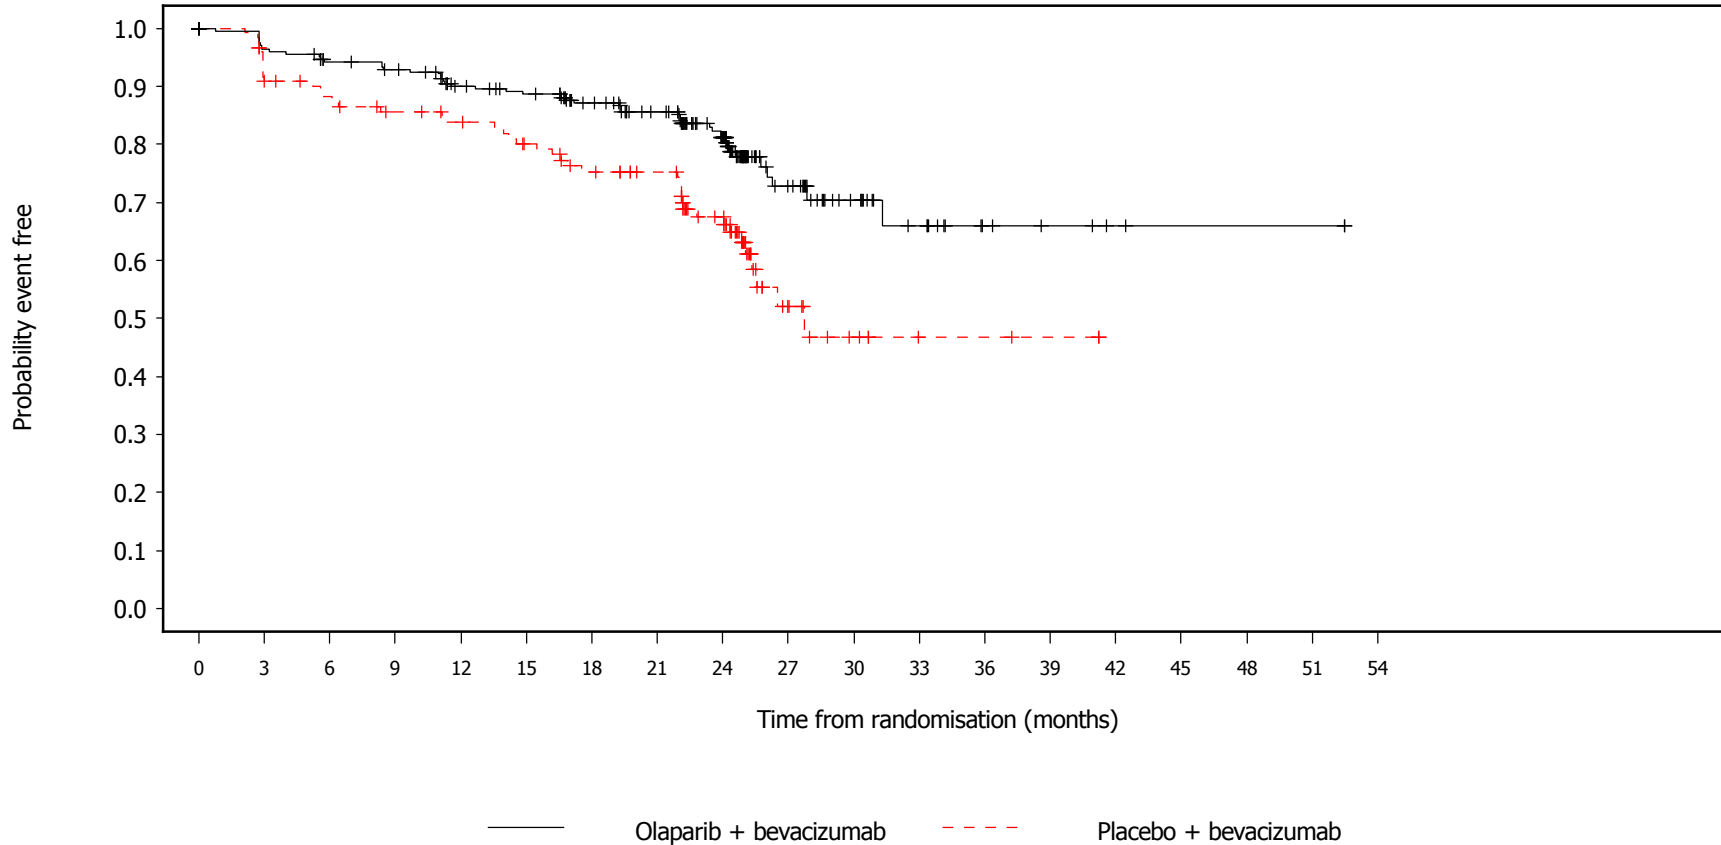 Probability event free
1.0
0.9
0.8
0.7
0.6
0.5
0.4
0.3
0.2
0.1
0.0
0 3 6 9 12 15 18 21 24 27 30 33 36 39 42 45 48 51 54
Time from randomisation (months)
Olaparib + bevacizumab Placebo + bevacizumab